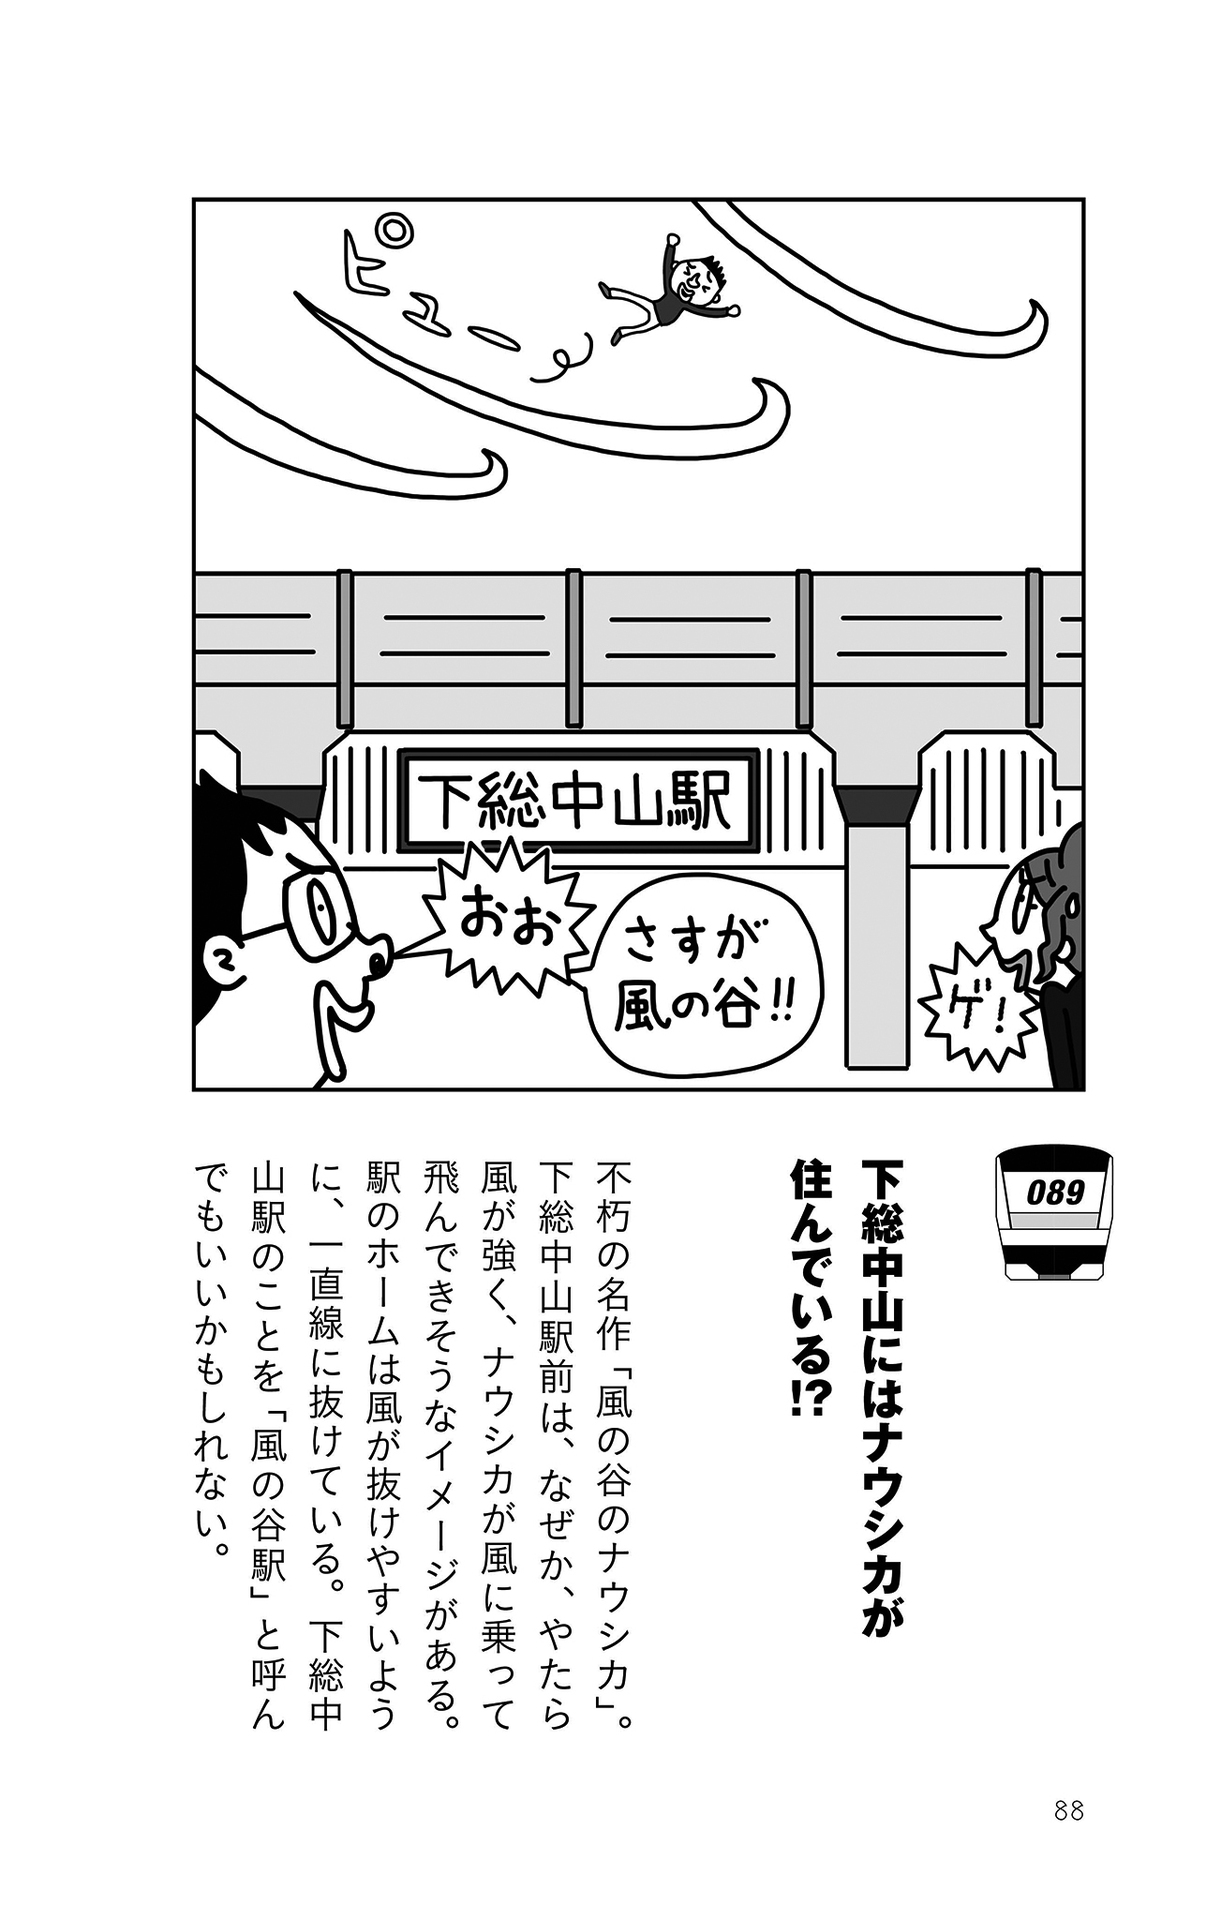 ピュー
下総中山駅
おお
さすが
風の谷!!
ゲ!
089
下総中山にはナウシカが
住んでいる!?
不朽の名作「風の谷のナウシカ」。
下総中山駅前は、なぜか、やたら
風が強く、ナウシカが風に乗って
飛んできそうなイメージがある。
駅のホームは風が抜けやすいよう
に、一直線に抜けている。下総中
山駅のことを「風の谷駅」と呼ん
でもいいかもしれない。
88